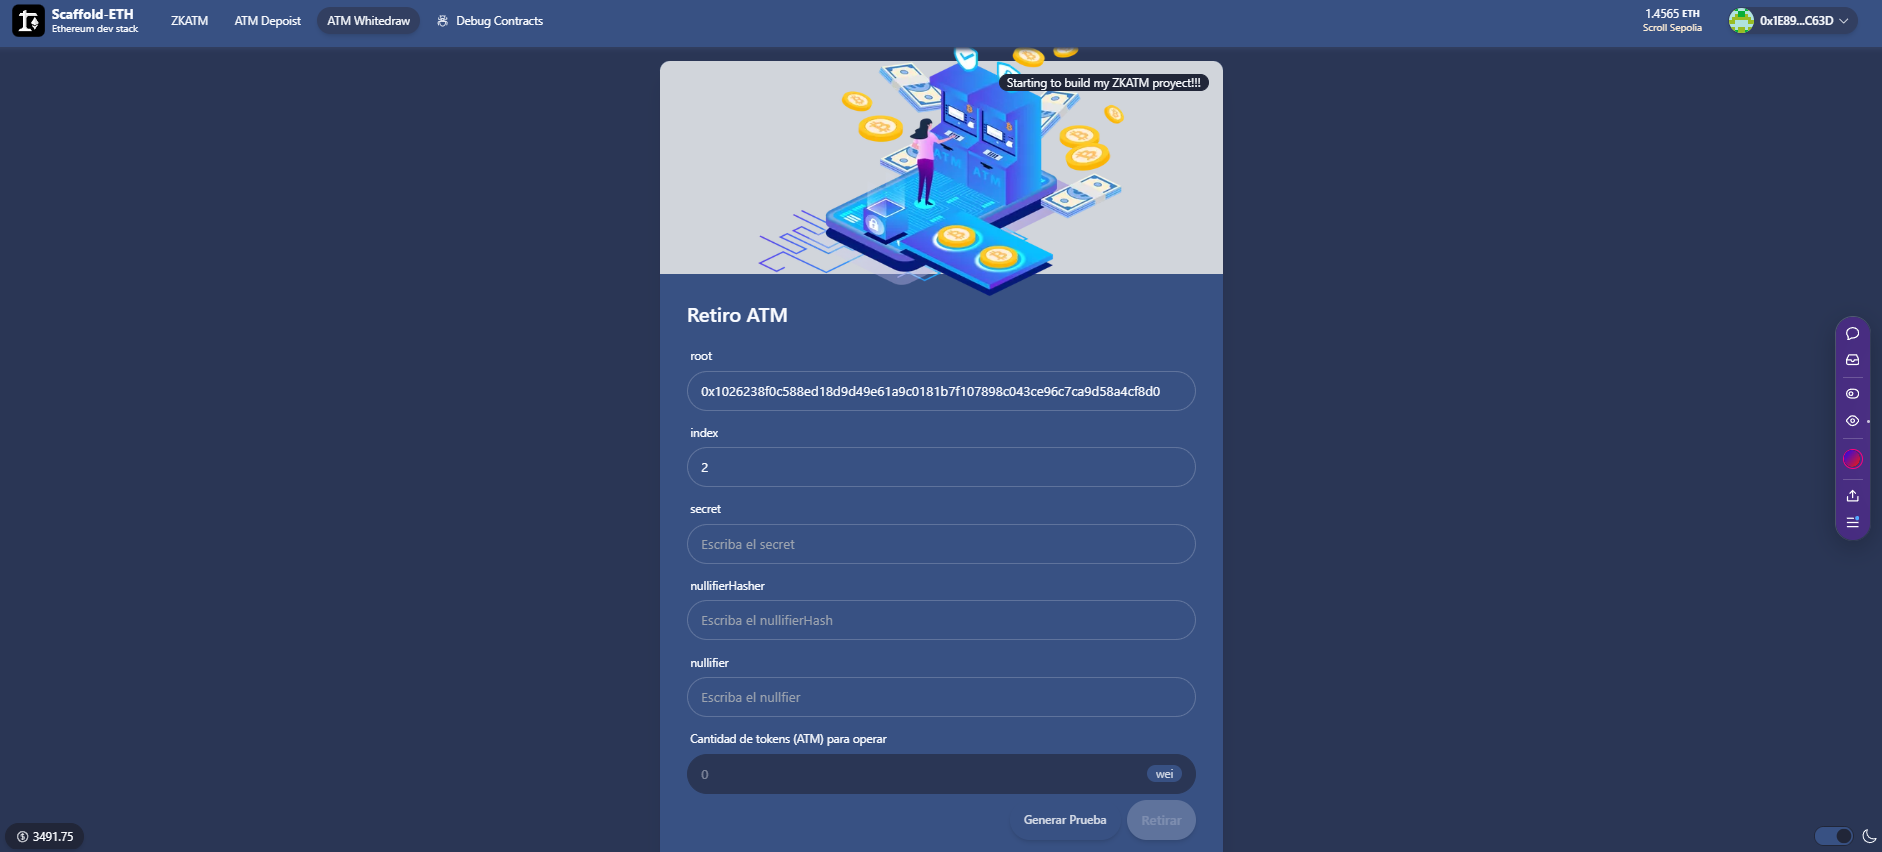 Scaffold-ETH
Ethereum dev stack
ZKATM
ATM Depoist
ATM Whitedraw
Debug Contracts
1.4565 ETH
Scroll Sepolia
0x1E89...C63D
Starting to build my ZKATM proyect!!!
ATM
ATM
Retiro ATM
root
0x1026238f0c588ed18d9d49e61a9c0181b7f107898c043ce96c7ca9d58a4cf8d0
index
2
secret
Escriba el secret
nullifierHasher
Escriba el nullifierHash
nullifier
Escriba el nullfier
Cantidad de tokens (ATM) para operar
0
wei
Generar Prueba
Retirar
3491.75